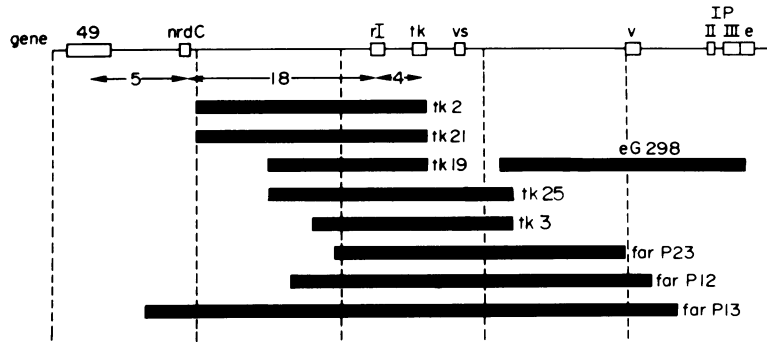 IP
49 nrdC rI tk vs v II III e
gene
5 18 4
tk 2
tk 21
eG 298
tk 19
tk 25
tk 3
far P23
far P12
far P13